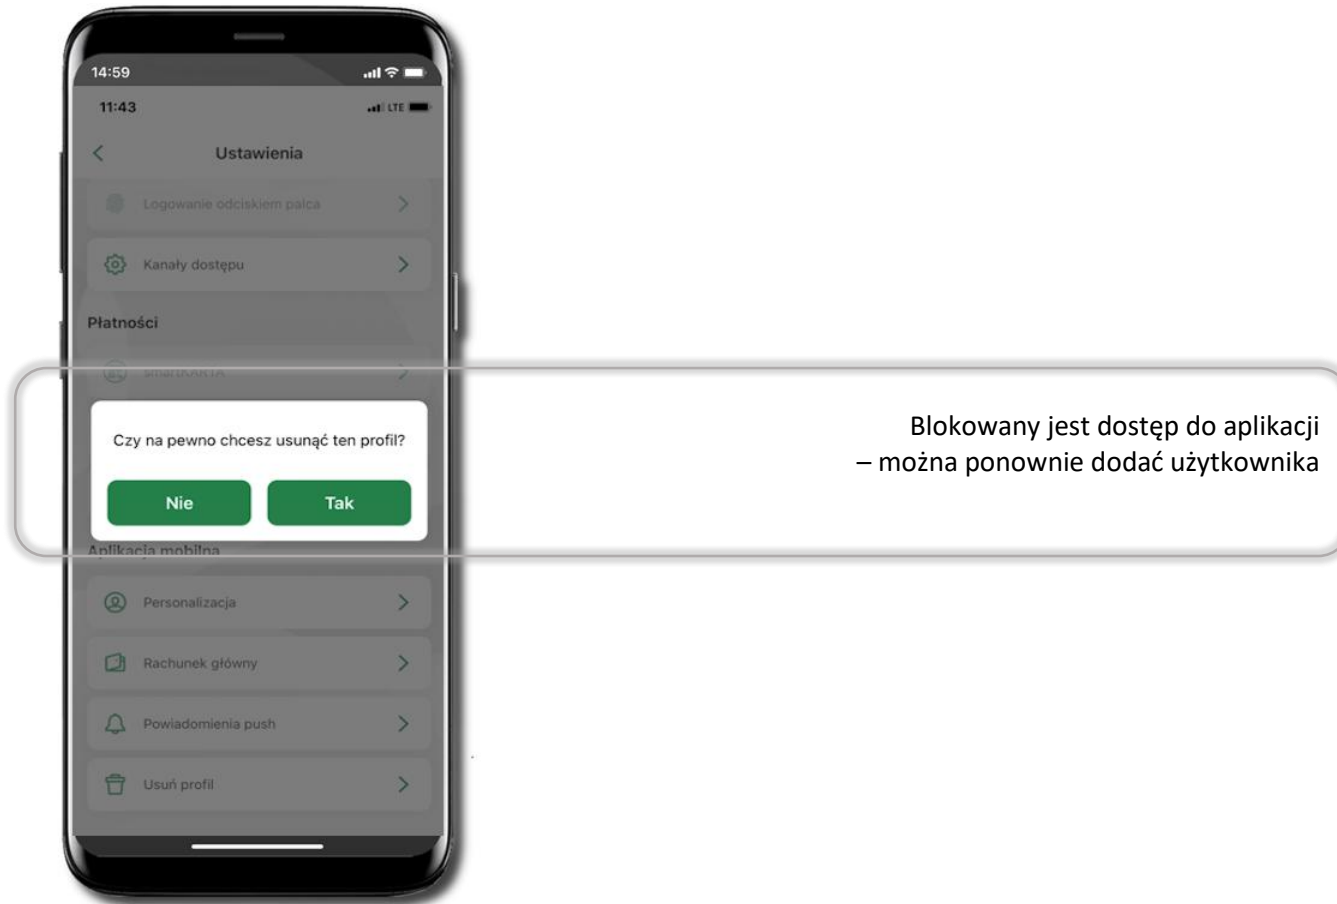 14:59
11:43
LTE
Ustawienia
Logowanie odciskiem palca
Kanały dostępu
Płatności
smartKARTA
Czy na pewno chcesz usunąć ten profil?
Nie
Tak
Blokowany jest dostęp do aplikacji
– można ponownie dodać użytkownika
Aplikacja mobilna
Personalizacja
Rachunek główny
Powiadomienia push
Usuń profil